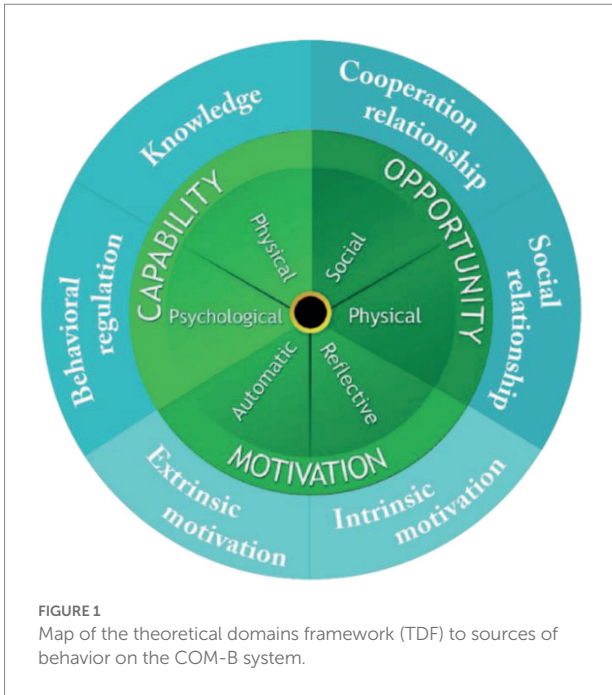 Knowledge
Cooperation
relationship
Behavioral
regulation
Social
relationship
Extrinsic
motivation
Intrinsic
motivation
CAPABILITY
OPPORTUNITY
MOTIVATION
Physical
Social
Psychological
Physical
Automatic
Reflective
FIGURE 1
Map of the theoretical domains framework (TDF) to sources of
behavior on the COM-B system.